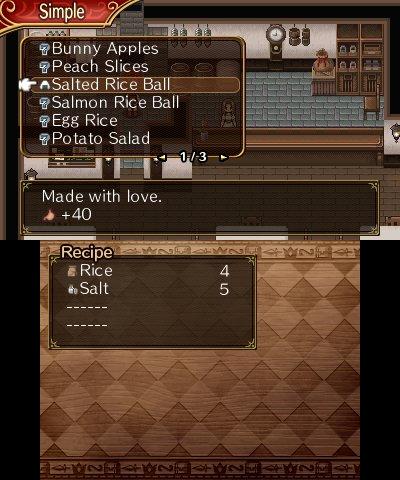 Simple
Bunny Apples
Peach Slices
Salted Rice Ball
Salmon Rice Ball
Egg Rice
Potato Salad
1/3
Made with love.
+40
Recipe
Rice 4
Salt 5
------
------